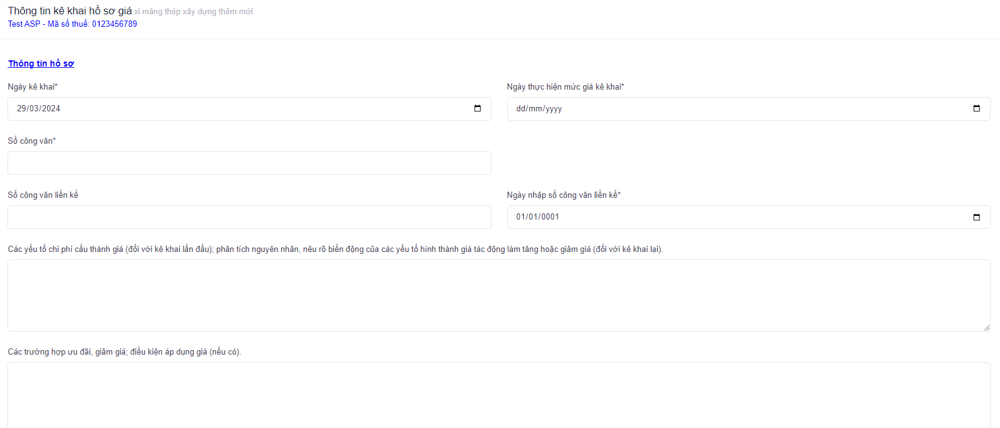 Thông tin kê khai hồ sơ giá xi măng thép xây dựng thêm mới
Test ASP - Mã số thuế: 0123456789
Thông tin hồ sơ
Ngày kê khai*
Ngày thực hiện mức giá kê khai*
29/03/2024
dd/mm/yyyy
Số công văn*
Số công văn liền kề
Ngày nhập số công văn liền kề*
01/01/0001
Các yếu tố chi phí cấu thành giá (đối với kê khai lần đầu); phân tích nguyên nhân, nêu rõ biến động của các yếu tố hình thành giá tác động làm tăng hoặc giảm giá (đối với kê khai lại).
Các trường hợp ưu đãi, giảm giá; điều kiện áp dụng giá (nếu có).